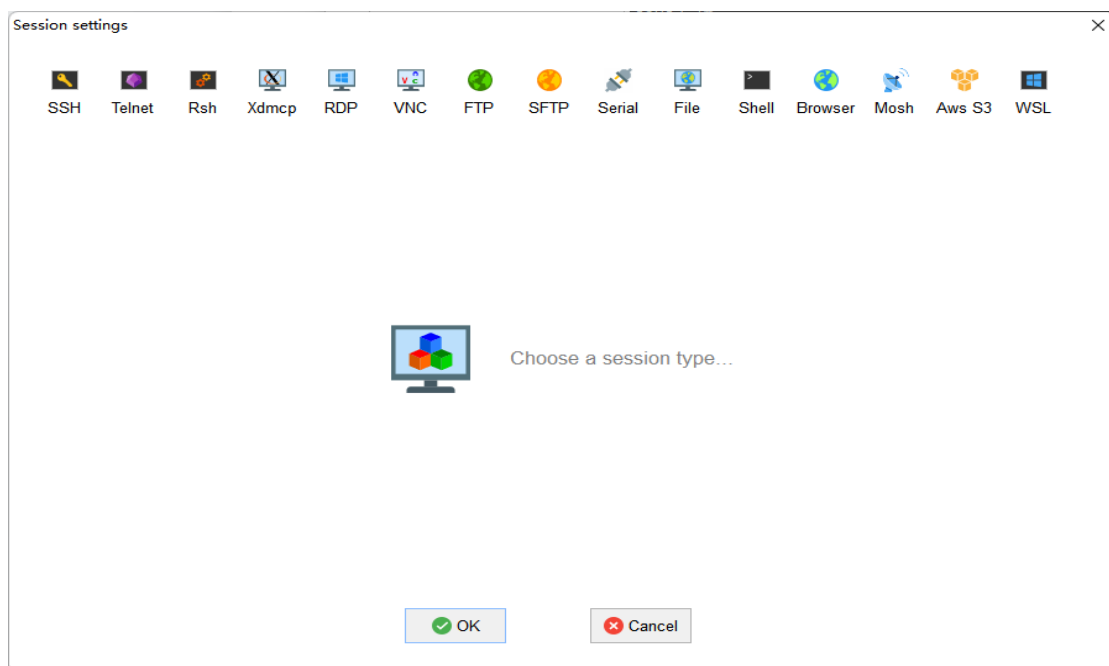 Session settings
SSH Telnet Rsh Xdmcp RDP VNC FTP SFTP Serial File Shell Browser Mosh Aws S3 WSL
Choose a session type...
OK Cancel